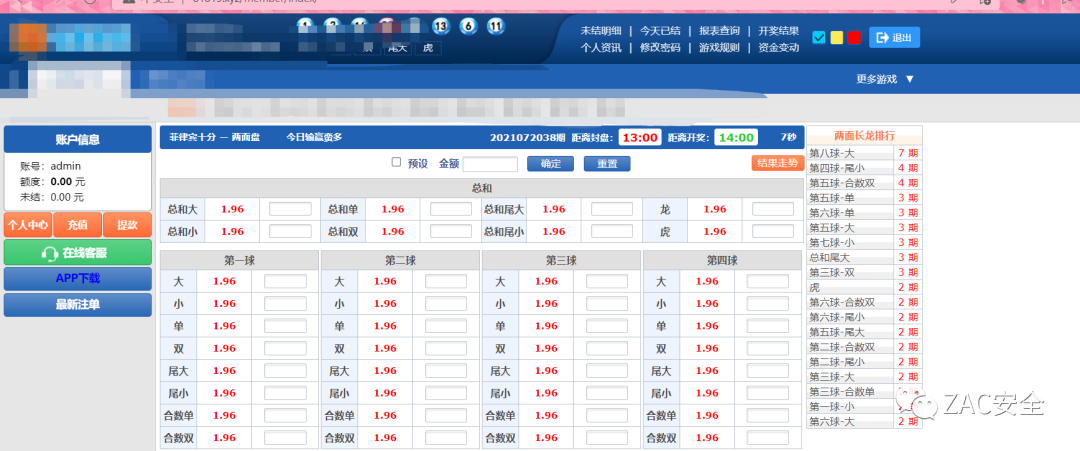 13 6 11
尾大 虎
未结明细 | 今天已结 | 报表查询 | 开奖结果
个人资讯 | 修改密码 | 游戏规则 | 资金变动
退出
更多游戏 ▼
账户信息
账号: admin
额度: 0.00 元
未结: 0.00 元
个人中心 充值 提款
在线客服
APP下载
最新注单
菲律宾十分 — 两面盘 今日输赢蛮多 2021072038期 距离封盘: 13:00 距离开奖: 14:00 7秒
预设 金额 确定 重置 结果走势
总和
总和大 1.96 总和单 1.96 总和尾大 1.96 龙 1.96
总和小 1.96 总和双 1.96 总和尾小 1.96 虎 1.96
第一球 第二球 第三球 第四球
大 1.96 大 1.96 大 1.96 大 1.96
小 1.96 小 1.96 小 1.96 小 1.96
单 1.96 单 1.96 单 1.96 单 1.96
双 1.96 双 1.96 双 1.96 双 1.96
尾大 1.96 尾大 1.96 尾大 1.96 尾大 1.96
尾小 1.96 尾小 1.96 尾小 1.96 尾小 1.96
合数单 1.96 合数单 1.96 合数单 1.96 合数单 1.96
合数双 1.96 合数双 1.96 合数双 1.96 合数双 1.96
两面长龙排行
第八球-大 7 期
第四球-尾小 4 期
第五球-合数双 4 期
第五球-单 3 期
第六球-单 3 期
第五球-大 3 期
第七球-小 3 期
总和尾大 3 期
第三球-双 3 期
虎 2 期
第六球-合数双 2 期
第六球-尾小 2 期
第五球-尾大 2 期
第二球-合数双 2 期
第二球-尾小 2 期
第三球-大 2 期
第三球-合数单
第一球-小
第六球-大 2 期
ZAC安全